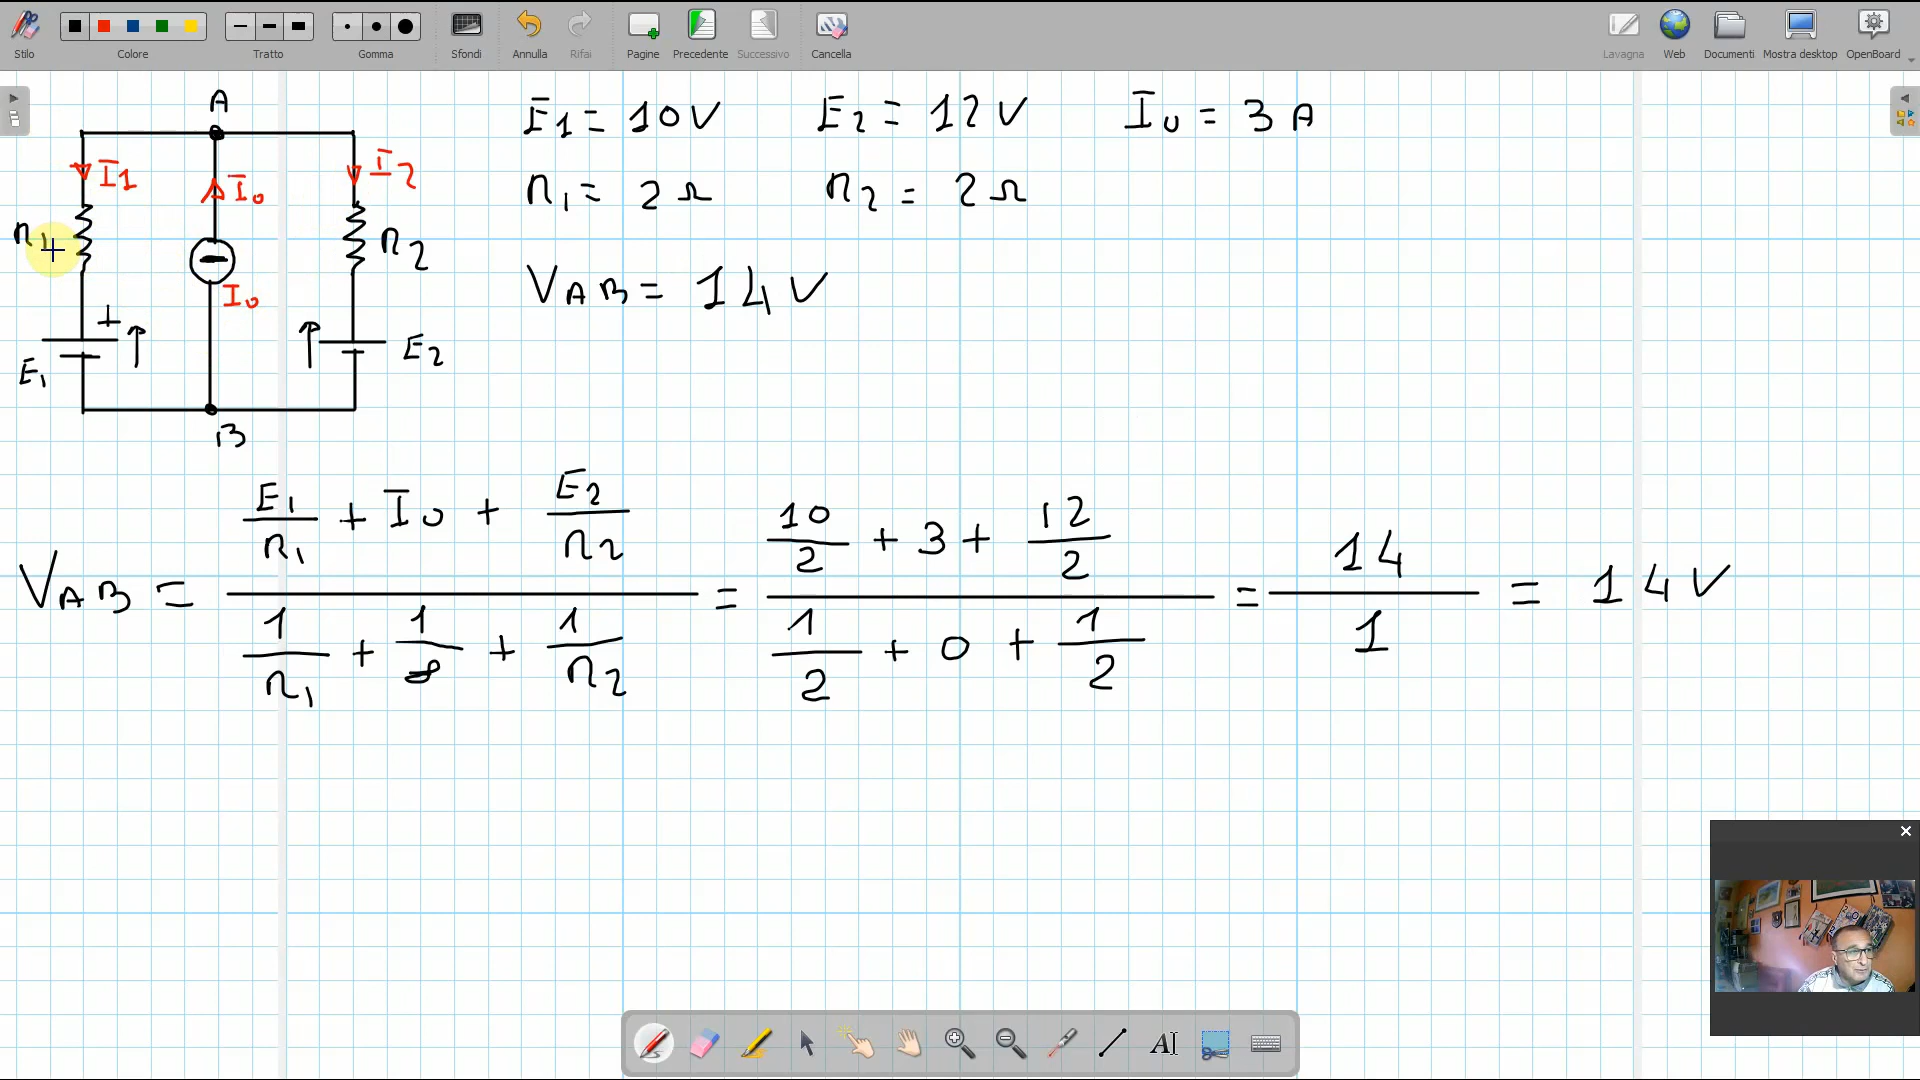 Stilo Colore Tratto Gomma Sfondi Annulla Rifai Pagine Precedente Successivo Cancella Lavagna Web Documenti Mostra desktop OpenBoard
A
E1 = 10V E2 = 12V I0 = 3A
I1 I0 I2
R1 = 2Ω R2 = 2Ω
R1 R2
VAB = 14V
I0
+
E1 E2
B
VAB = (E1/R1 + I0 + E2/R2) / (1/R1 + 1/∞ + 1/R2) = (10/2 + 3 + 12/2) / (1/2 + 0 + 1/2) = 14/1 = 14V